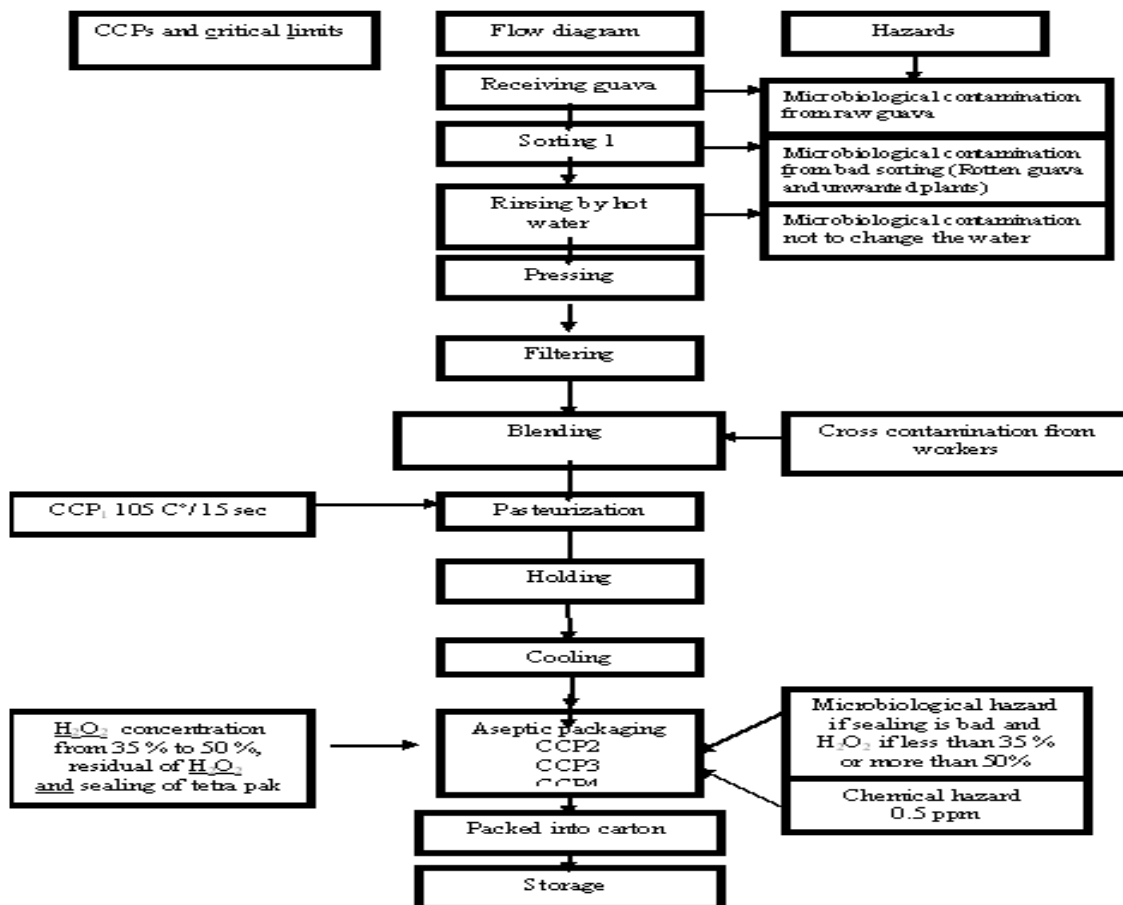 CCPs and critical limits
Flow diagram
Hazards
Receiving guava
Microbiological contamination
from raw guava
Sorting 1
Microbiological contamination
from bad sorting (Rotten guava
and unwanted plants)
Rinsing by hot
water
Microbiological contamination
not to change the water
Pressing
Filtering
Blending
Cross contamination from
workers
CCP₁ 105 C°/ 15 sec
Pasteurization
Holding
Cooling
H₂O₂ concentration
from 35 % to 50 %,
residual of H₂O₂
and sealing of tetra pak
Aseptic packaging
CCP2
CCP3
CCP4
Microbiological hazard
if sealing is bad and
H₂O₂ if less than 35 %
or more than 50%
Chemical hazard
0.5 ppm
Packed into carton
Storage